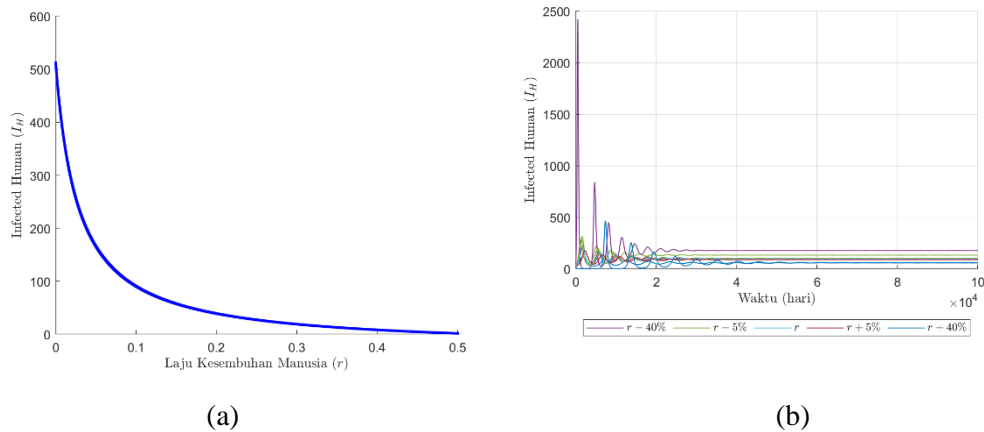 600
500
400
300
200
100
0
Infected Human (I_H)
0 0.1 0.2 0.3 0.4 0.5
Laju Kesembuhan Manusia (r)
(a)
2500
2000
1500
1000
500
0
Infected Human (I_H)
0 2 4 6 8 10
Waktu (hari)
×10^4
r − 40% r − 5% r r + 5% r + 40%
(b)